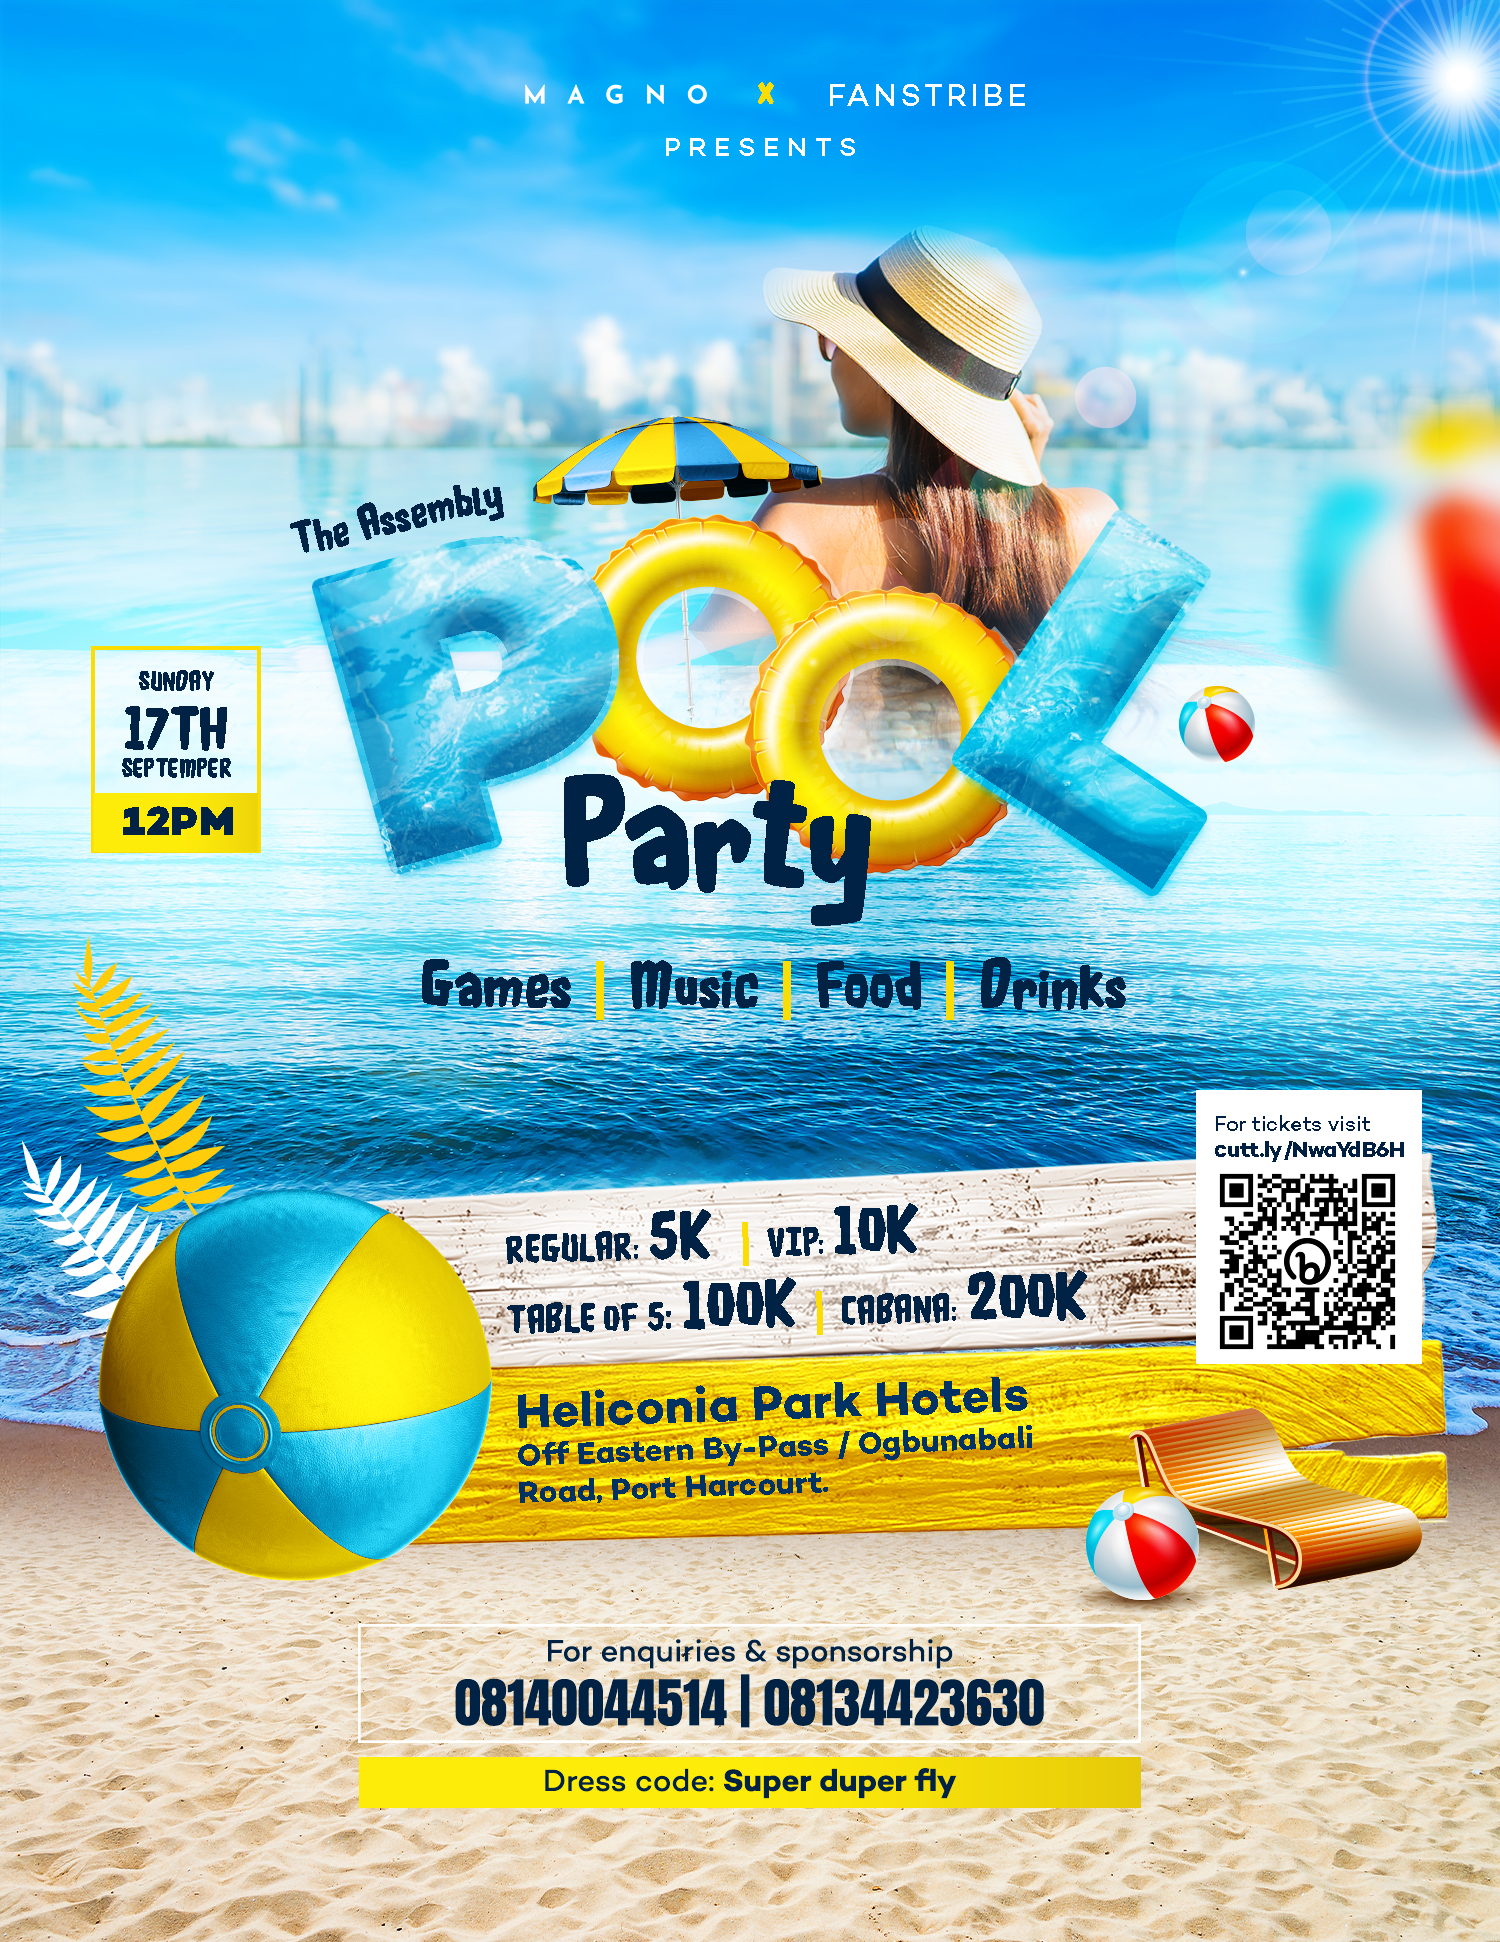 MAGNO X FANSTRIBE
PRESENTS
The Assembly
POOL
Party
SUNDAY
17TH
SEPTEMPER
12PM
Games | Music | Food | Drinks
For tickets visit
cutt.ly/NwaYdB6H
REGULAR: 5K | VIP: 10K
TABLE OF 5: 100K | CABANA: 200K
Heliconia Park Hotels
Off Eastern By-Pass / Ogbunabali
Road, Port Harcourt.
For enquiries & sponsorship
08140044514 | 08134423630
Dress code: Super duper fly